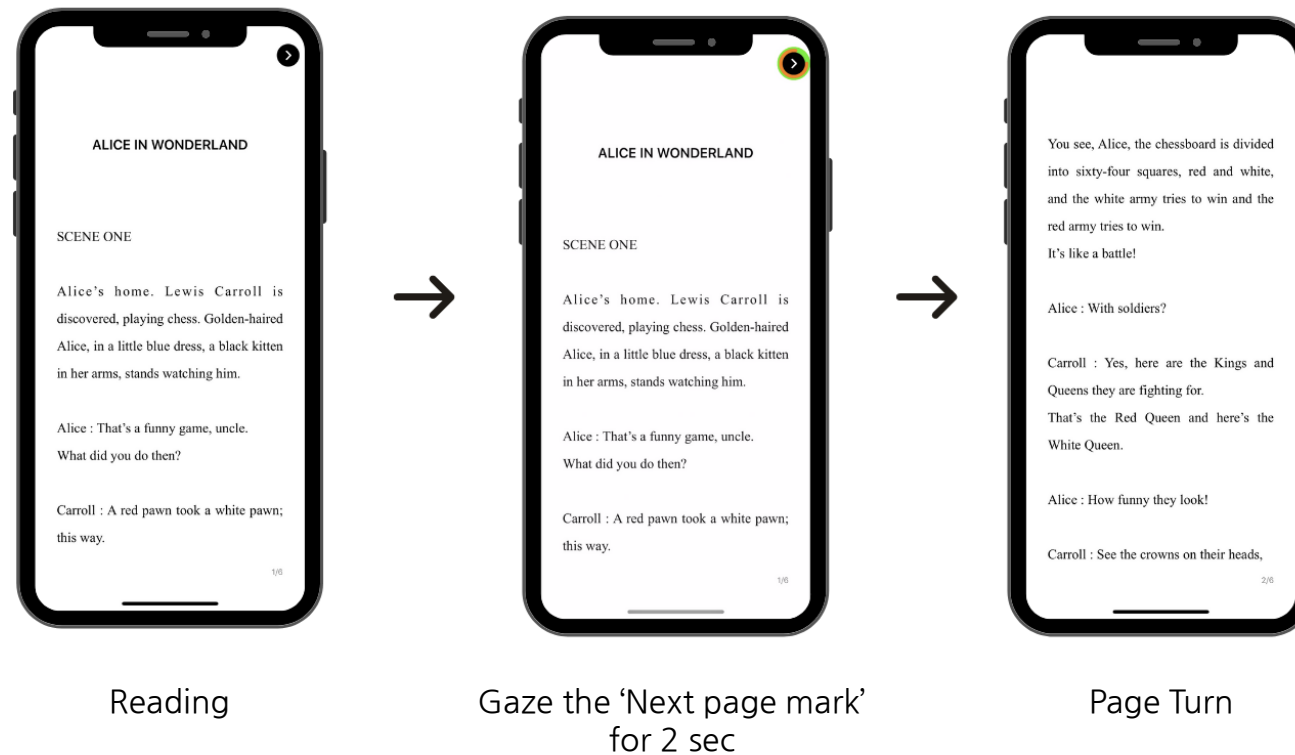 ALICE IN WONDERLAND
SCENE ONE
Alice's home. Lewis Carroll is
discovered, playing chess. Golden-haired
Alice, in a little blue dress, a black kitten
in her arms, stands watching him.
Alice : That's a funny game, uncle.
What did you do then?
Carroll : A red pawn took a white pawn;
this way.
1/6
Reading
ALICE IN WONDERLAND
SCENE ONE
Alice's home. Lewis Carroll is
discovered, playing chess. Golden-haired
Alice, in a little blue dress, a black kitten
in her arms, stands watching him.
Alice : That's a funny game, uncle.
What did you do then?
Carroll : A red pawn took a white pawn;
this way.
1/6
Gaze the 'Next page mark'
for 2 sec
You see, Alice, the chessboard is divided
into sixty-four squares, red and white,
and the white army tries to win and the
red army tries to win.
It's like a battle!
Alice : With soldiers?
Carroll : Yes, here are the Kings and
Queens they are fighting for.
That's the Red Queen and here's the
White Queen.
Alice : How funny they look!
Carroll : See the crowns on their heads,
2/6
Page Turn